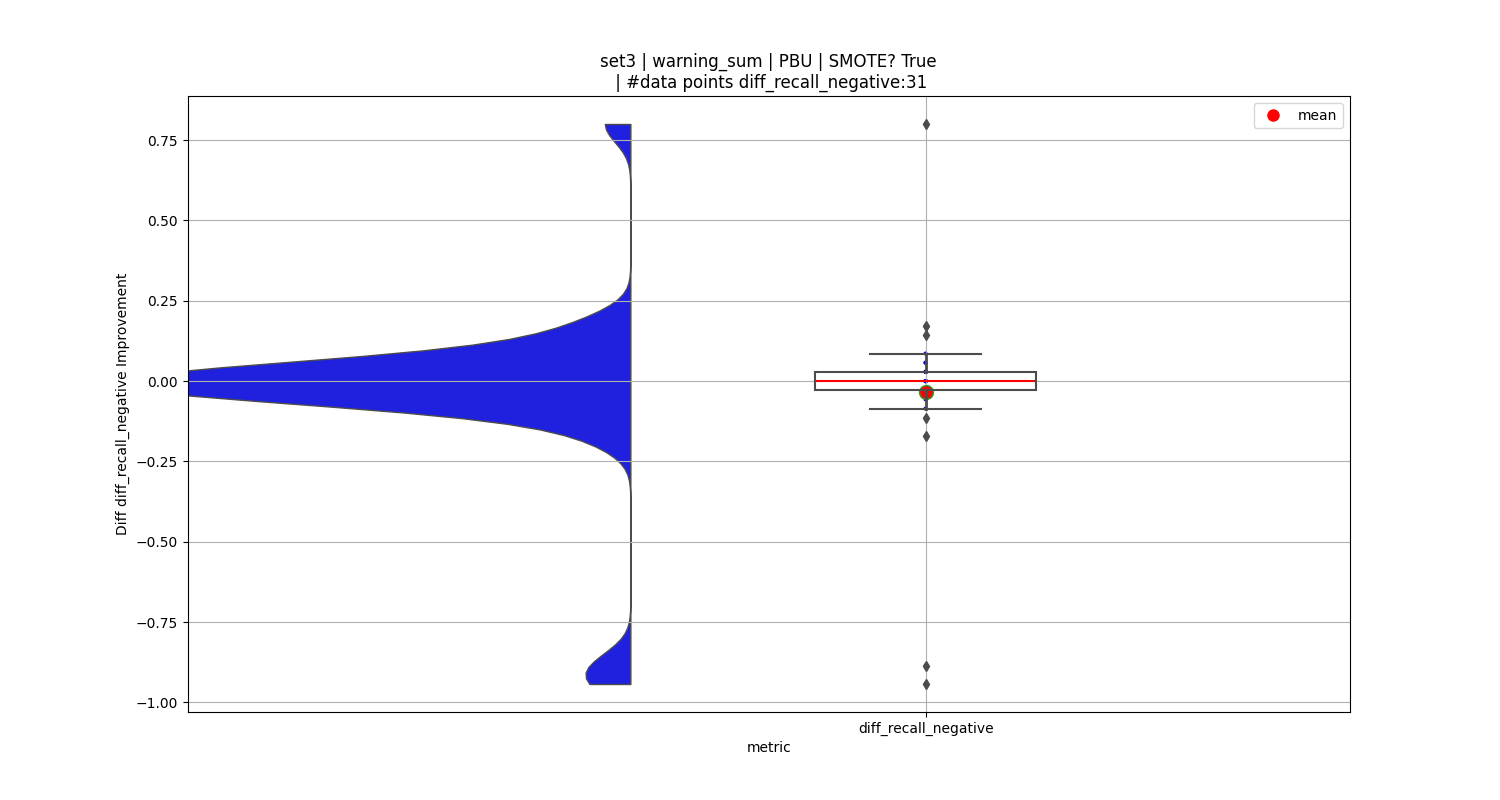 set3 | warning_sum | PBU | SMOTE? True
| #data points diff_recall_negative:31
mean
0.75
0.50
0.25
0.00
−0.25
−0.50
−0.75
−1.00
Diff diff_recall_negative Improvement
diff_recall_negative
metric